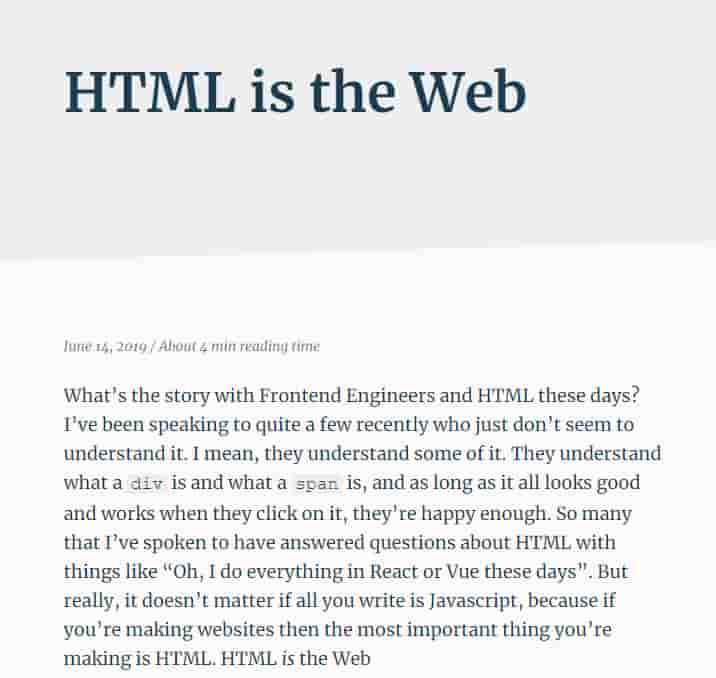 HTML is the Web
June 14, 2019 / About 4 min reading time
What’s the story with Frontend Engineers and HTML these days?
I’ve been speaking to quite a few recently who just don’t seem to
understand it. I mean, they understand some of it. They understand
what a div is and what a span is, and as long as it all looks good
and works when they click on it, they’re happy enough. So many
that I’ve spoken to have answered questions about HTML with
things like “Oh, I do everything in React or Vue these days”. But
really, it doesn’t matter if all you write is Javascript, because if
you’re making websites then the most important thing you’re
making is HTML. HTML is the Web